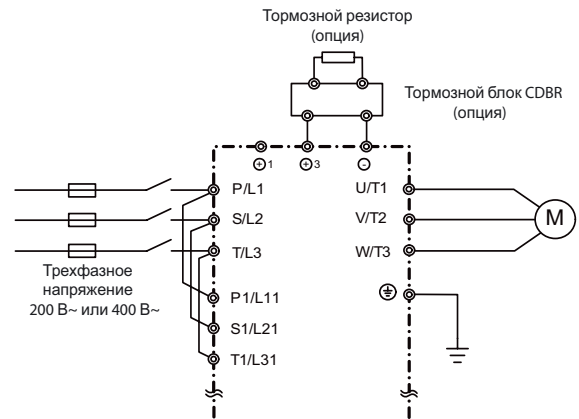 Тормозной резистор
(опция)
Тормозной блок CDBR
(опция)
⊕1
⊕3
⊖
P/L1
S/L2
T/L3
P1/L11
S1/L21
T1/L31
U/T1
V/T2
W/T3
M
Трехфазное
напряжение
200 В~ или 400 В~